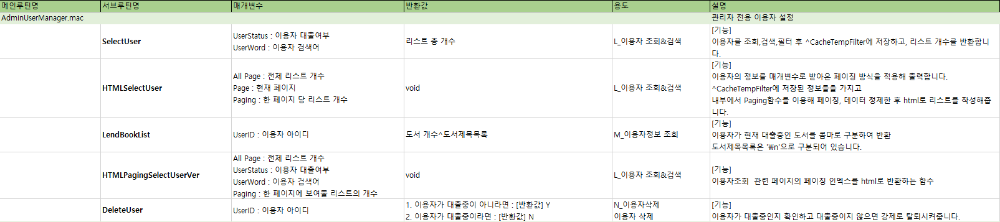 메인루틴명 서브루틴명 매개변수 반환값 용도 설명
AdminUserManager.mac 관리자 전용 이용자 설정
SelectUser
UserStatus : 이용자 대출여부
UserWord : 이용자 검색어
리스트 총 개수
L_이용자 조회&검색
[기능]
이용자를 조회,검색,필터 후 ^CacheTempFilter에 저장하고, 리스트 개수를 반환합니
다.
HTMLSelectUser
All Page : 전체 리스트 개수
Page : 현재 페이지
Paging : 한 페이지 당 리스트 개수
void
L_이용자 조회&검색
[기능]
이용자의 정보를 매개변수로 받아온 페이징 방식을 적용해 출력합니다.
^CacheTempFilter에 저장된 정보들을 가지고
내부에서 Paging함수를 이용해 페이징, 데이터 정제한 후 html로 리스트를 작성해줍
니다.
LendBookList
UserID : 이용자 아이디
도서 개수^도서제목목록
M_이용자정보 조회
[기능]
이용자가 현재 대출중인 도서를 콤마로 구분하여 반환
도서제목목록은 '₩n'으로 구분되어 있습니다.
HTMLPagingSelectUserVer
All Page : 전체 리스트 개수
UserStatus : 이용자 대출여부
UserWord : 이용자 검색어
Paging : 한 페이지에 보여줄 리스트의 개수
void
L_이용자 조회&검색
[기능]
이용자조회  관련 페이지의 페이징 인덱스를 html로 반환하는 함수
DeleteUser
UserID : 이용자 아이디
1. 이용자가 대출중이 아니라면 : [반환값] Y
2. 이용자가 대출중이라면 : [반환값] N
N_이용자삭제
이용자 삭제
[기능]
이용자가 대출중인지 확인하고 대출중이지 않으면 강제로 탈퇴시켜줍니다.